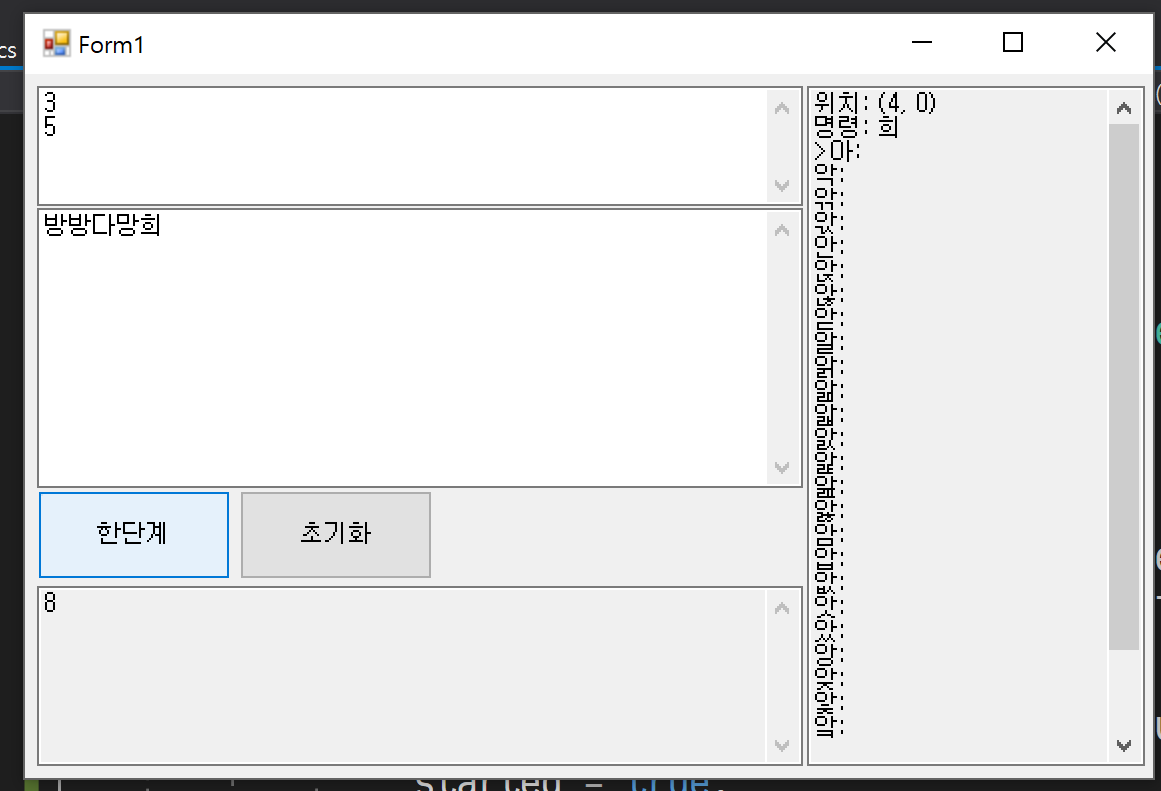 cs
Form1
3
5
방방다망희
한단계
초기화
8
위치: (4, 0)
명령: 희
>아:
악:
앆:
앇:
안:
앉:
않:
앋:
알:
앍:
앎:
앏:
앐:
앑:
앒:
앓:
암:
압:
앖:
앗:
았:
앙:
앚:
앛:
앜:
started = true;